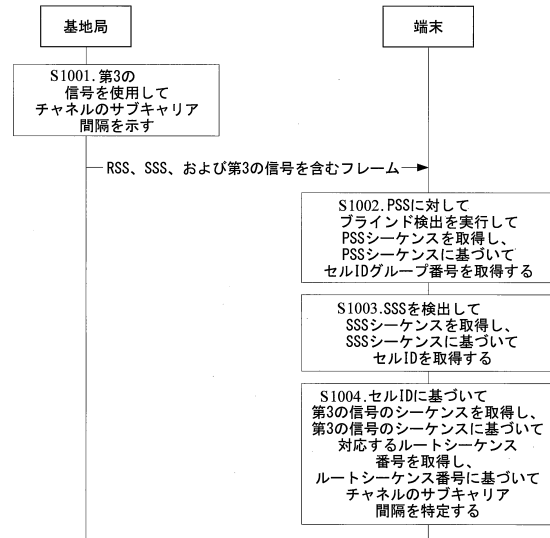 基地局
端末
S1001.第3の
信号を使用して
チャネルのサブキャリア
間隔を示す
RSS、SSS、および第3の信号を含むフレーム
S1002.PSSに対して
ブラインド検出を実行して
PSSシーケンスを取得し、
PSSシーケンスに基づいて
セルIDグループ番号を取得する
S1003.SSSを検出して
SSSシーケンスを取得し、
SSSシーケンスに基づいて
セルIDを取得する
S1004.セルIDに基づいて
第3の信号のシーケンスを取得し、
第3の信号のシーケンスに基づいて
対応するルートシーケンス
番号を取得し、
ルートシーケンス番号に基づいて
チャネルのサブキャリア
間隔を特定する